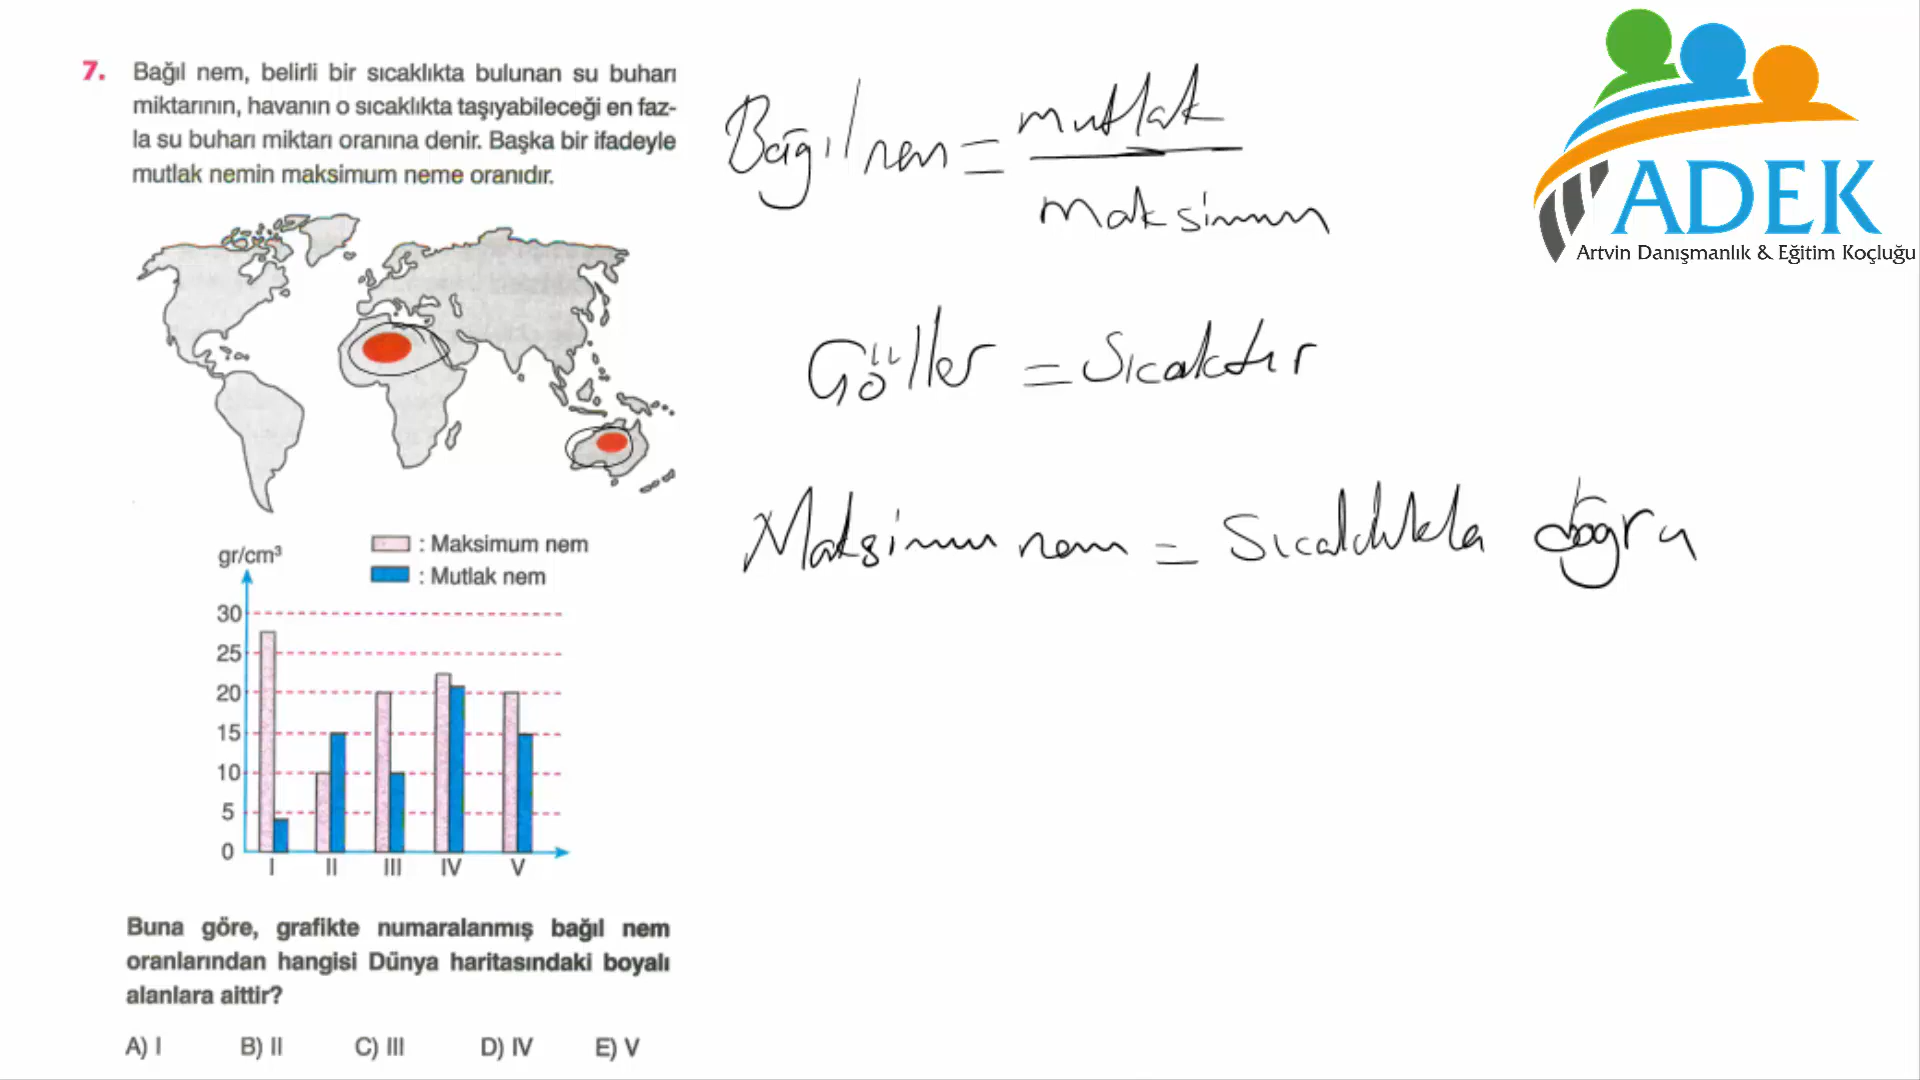 7. Bağıl nem, belirli bir sıcaklıkta bulunan su buharı
miktarının, havanın o sıcaklıkta taşıyabileceği en faz-
la su buharı miktarı oranına denir. Başka bir ifadeyle
mutlak nemin maksimum neme oranıdır.
gr/cm³
: Maksimum nem
: Mutlak nem
30
25
20
15
10
5
0
I II III IV V
Buna göre, grafikte numaralanmış bağıl nem
oranlarından hangisi Dünya haritasındaki boyalı
alanlara aittir?
A) I B) II C) III D) IV E) V
Bağıl nem = mutlak
maksimum
Göller = Sıcaktır
Maksimum nem = Sıcaklıkla doğru
ADEK
Artvin Danışmanlık & Eğitim Koçluğu